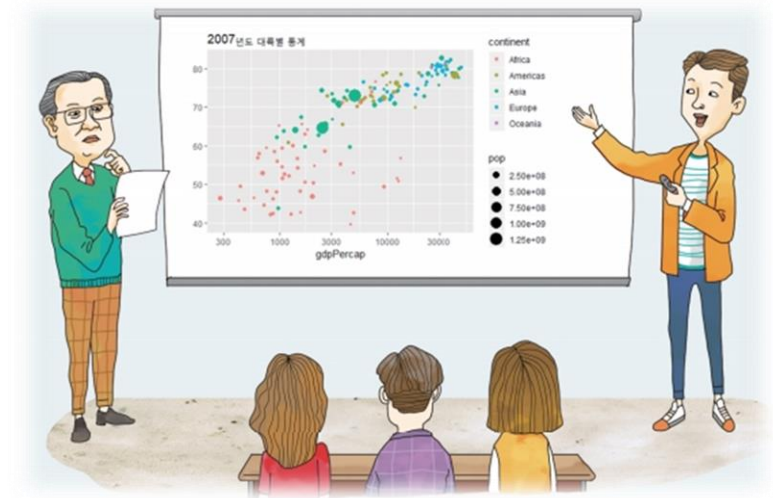 2007년도 대륙별 통계
continent
Africa
Americas
Asia
Europe
Oceania
pop
2.50e+08
5.00e+08
7.50e+08
1.00e+09
1.25e+09
80
70
60
50
40
300
1000
3000
10000
30000
gdpPercap